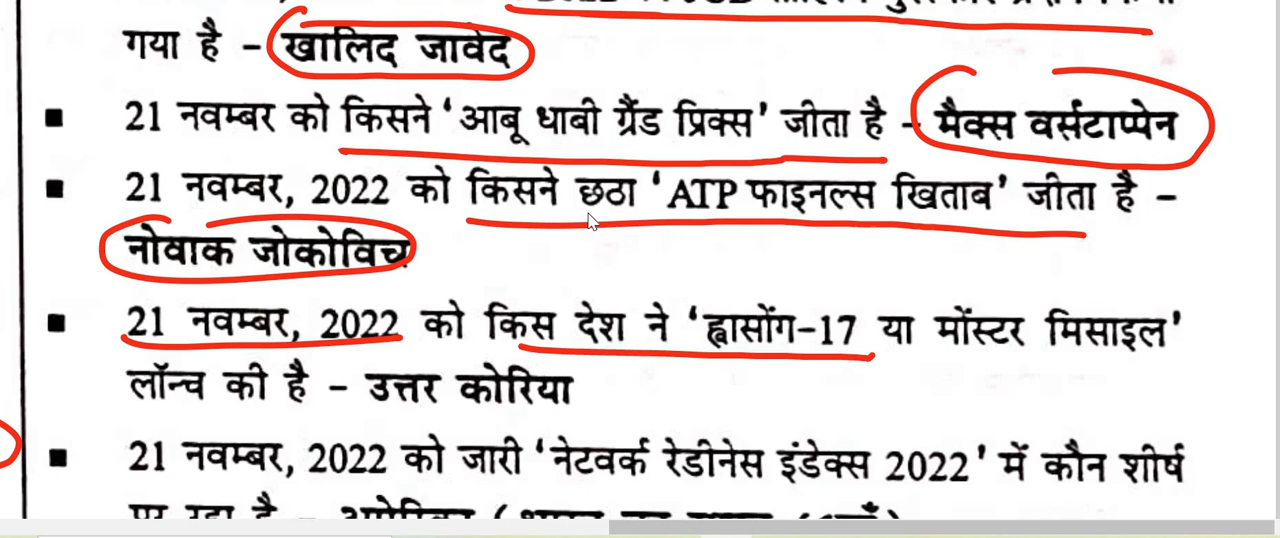 गया है – खालिद जावेद
■ 21 नवम्बर को किसने 'आबू धाबी ग्रैंड प्रिक्स' जीता है – मैक्स वर्सटाप्पेन
■ 21 नवम्बर, 2022 को किसने छठा 'ATP फाइनल्स खिताब' जीता है –
नोवाक जोकोविच
■ 21 नवम्बर, 2022 को किस देश ने 'ह्वासोंग-17 या मोंस्टर मिसाइल'
लॉन्च की है – उत्तर कोरिया
■ 21 नवम्बर, 2022 को जारी 'नेटवर्क रेडीनेस इंडेक्स 2022' में कौन शीर्ष